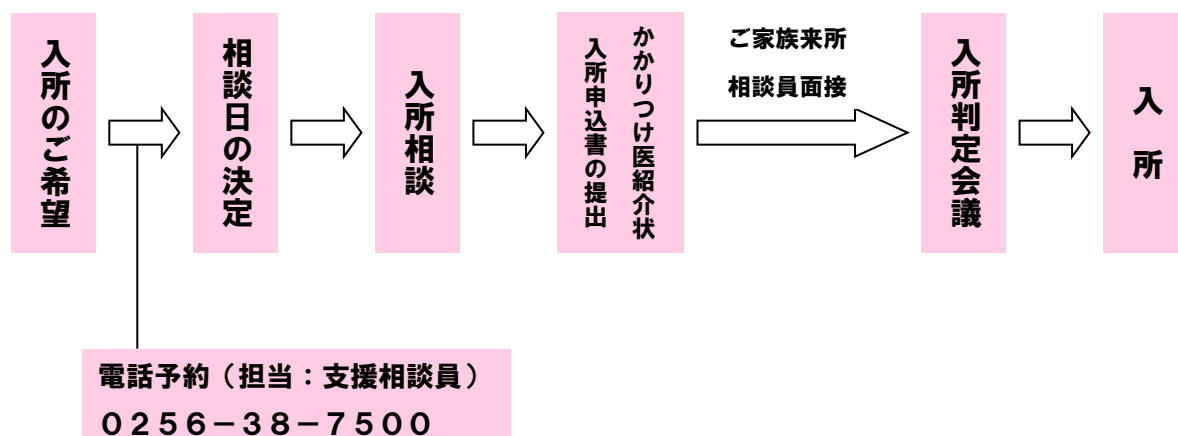 入所のご希望
相談日の決定
入所相談
かかりつけ医紹介状
入所申込書の提出
ご家族来所
相談員面接
入所判定会議
入所
電話予約（担当：支援相談員）
０２５６－３８－７５００